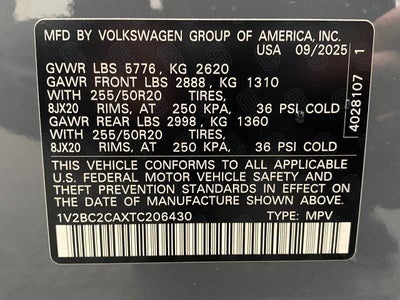 MFD BY VOLKSWAGEN GROUP OF AMERICA, INC.
USA 09/2025
GVWR LBS 5776, KG 2620
GAWR FRONT LBS 2888, KG 1310
WITH 255/50R20 TIRES,
8JX20 RIMS, AT 250 KPA, 36 PSI COLD
GAWR REAR LBS 2998, KG 1360
WITH 255/50R20 TIRES,
8JX20 RIMS, AT 250 KPA, 36 PSI COLD
THIS VEHICLE CONFORMS TO ALL APPLICABLE
U.S. FEDERAL MOTOR VEHICLE SAFETY AND
THEFT PREVENTION STANDARDS IN EFFECT ON
THE DATE OF MANUFACTURE SHOWN ABOVE.
1V2BC2CAXTC206430 TYPE: MPV
4028107 1